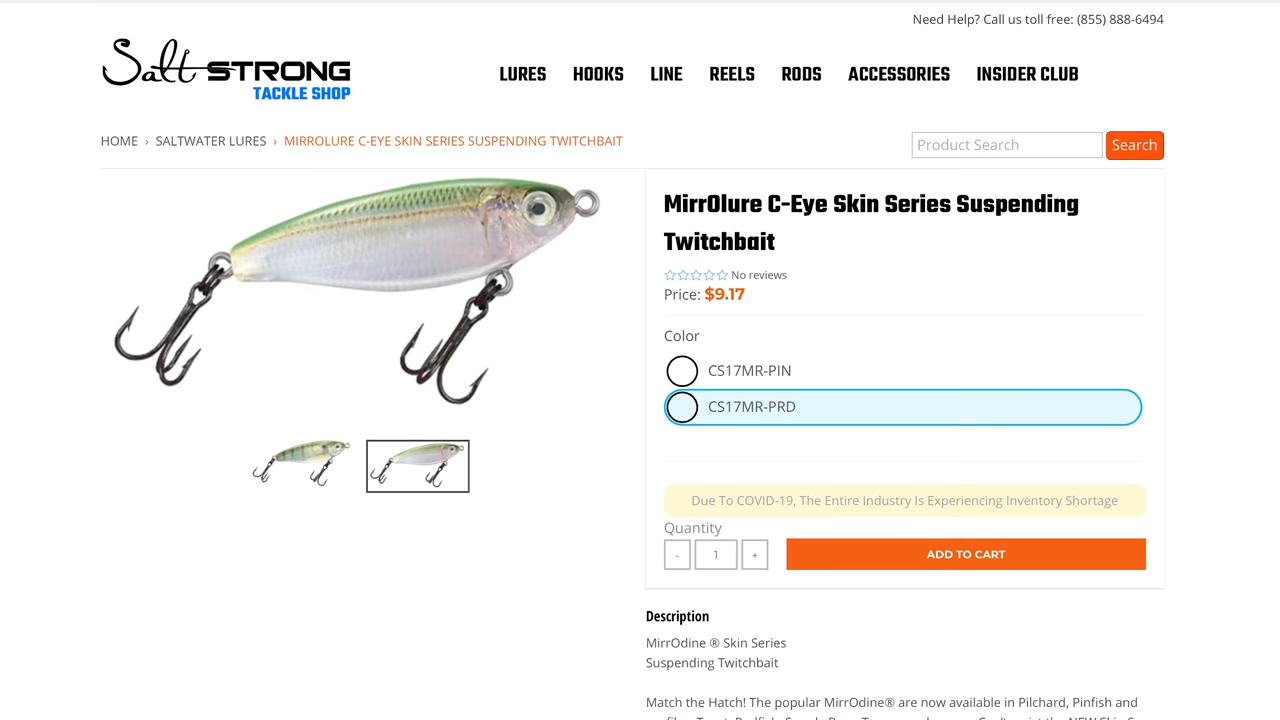 Need Help? Call us toll free: (855) 888-6494
Salt STRONG
TACKLE SHOP
LURES HOOKS LINE REELS RODS ACCESSORIES INSIDER CLUB
HOME › SALTWATER LURES › MIRROLURE C-EYE SKIN SERIES SUSPENDING TWITCHBAIT
Product Search Search
MirrOlure C-Eye Skin Series Suspending
Twitchbait
No reviews
Price: $9.17
Color
CS17MR-PIN
CS17MR-PRD
Due To COVID-19, The Entire Industry Is Experiencing Inventory Shortage
Quantity
- 1 + ADD TO CART
Description
MirrOdine ® Skin Series
Suspending Twitchbait
Match the Hatch! The popular MirrOdine® are now available in Pilchard, Pinfish and